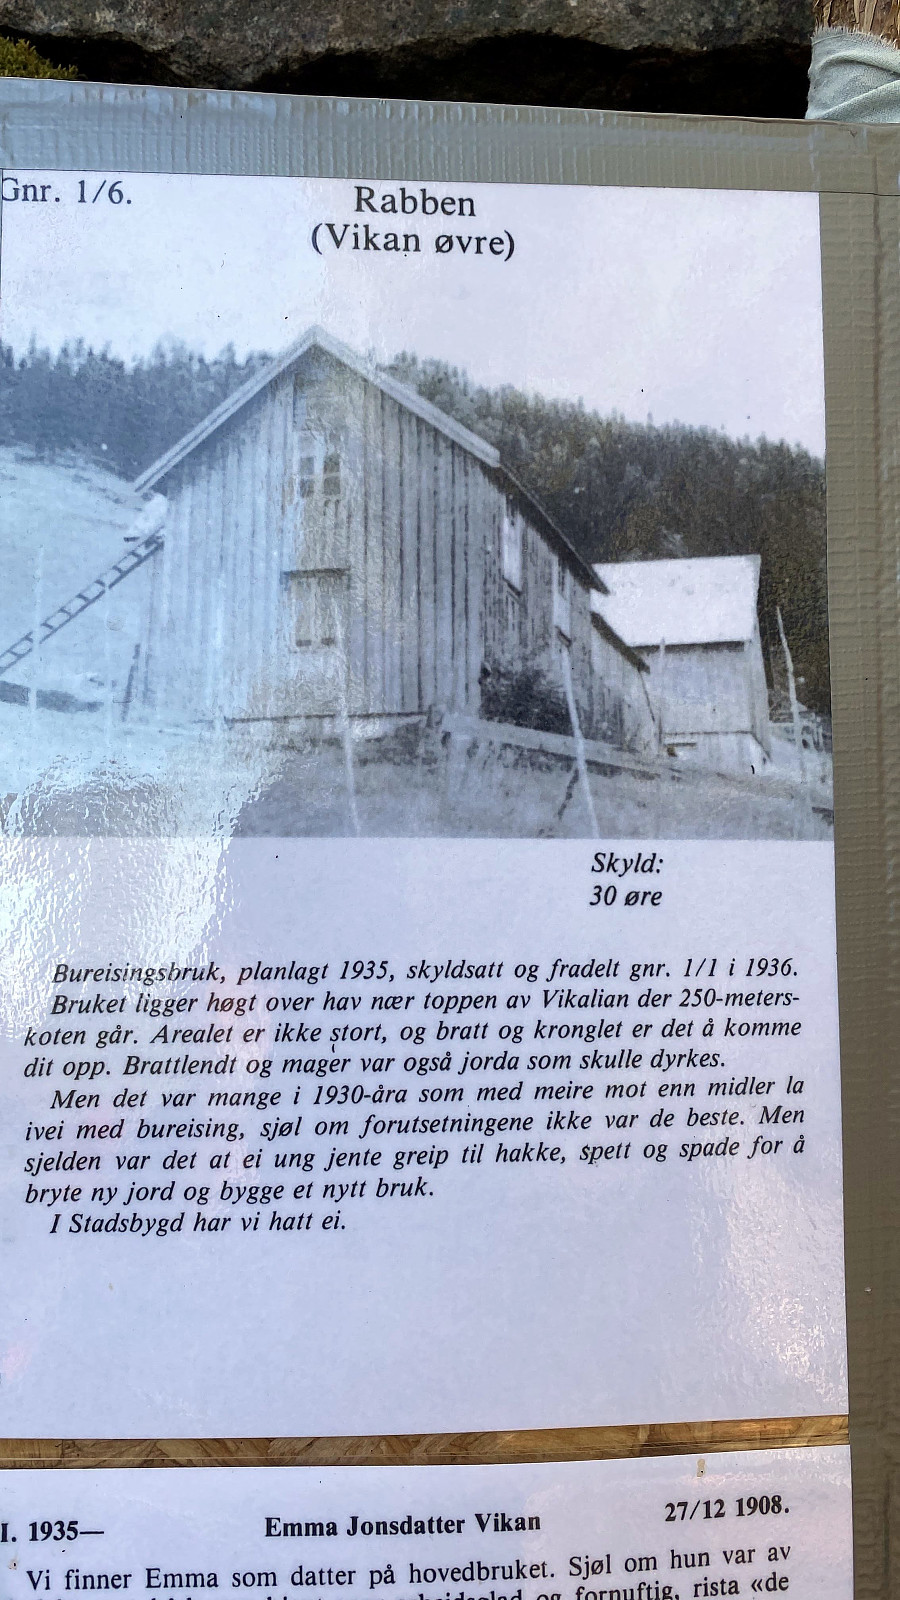 Gnr. 1/6.
Rabben
(Vikan øvre)
Skyld:
30 øre
Bureisingsbruk, planlagt 1935, skyldsatt og fradelt gnr. 1/1 i 1936.
Bruket ligger høgt over hav nær toppen av Vikalian der 250-meters-
koten går. Arealet er ikke stort, og bratt og kronglet er det å komme
dit opp. Brattlendt og mager var også jorda som skulle dyrkes.
Men det var mange i 1930-åra som med meire mot enn midler la
ivei med bureising, sjøl om forutsetningene ikke var de beste. Men
sjelden var det at ei ung jente greip til hakke, spett og spade for å
bryte ny jord og bygge et nytt bruk.
I Stadsbygd har vi hatt ei.
I. 1935— Emma Jonsdatter Vikan 27/12 1908.
Vi finner Emma som datter på hovedbruket. Sjøl om hun var av
og fornuftig, rista «de